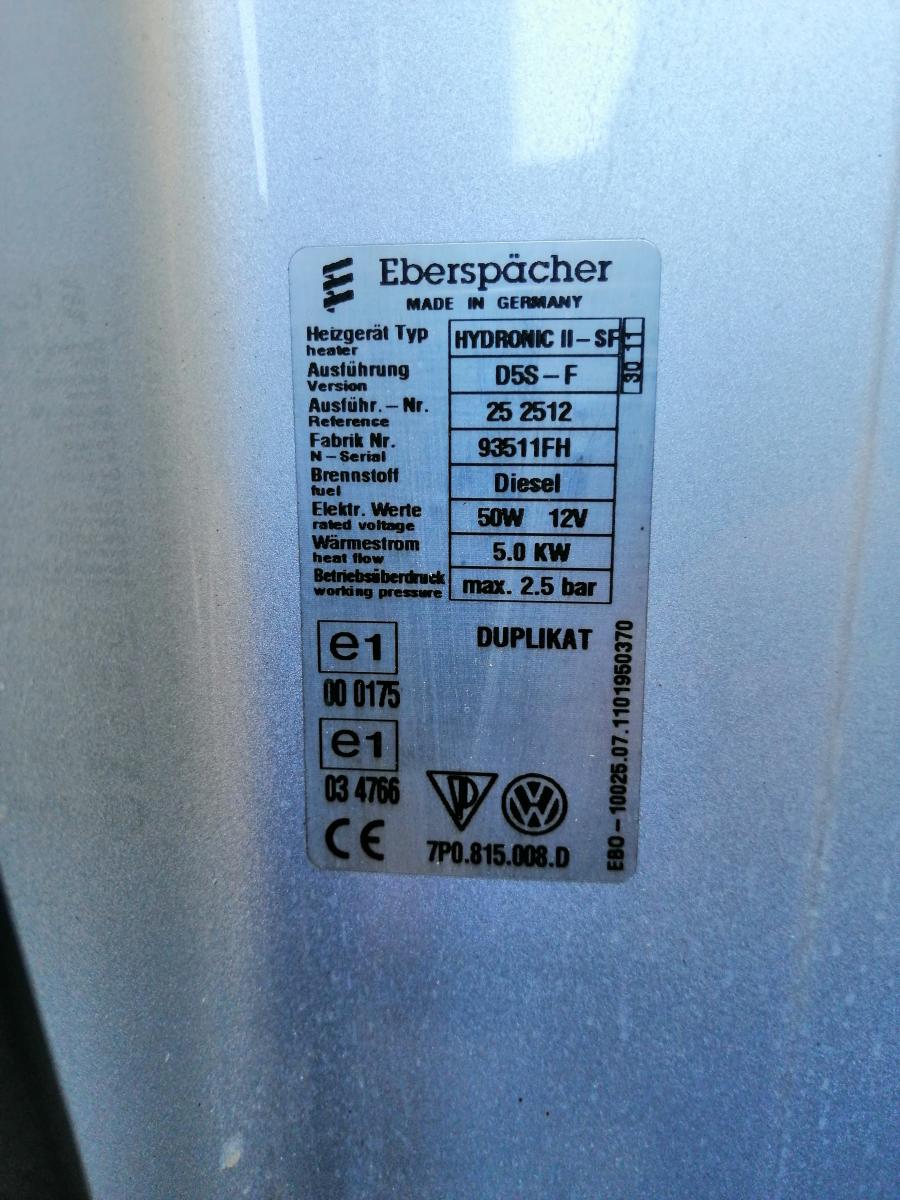 Eberspächer
MADE IN GERMANY
Heizgerät Typ HYDRONIC II-SF
heater
30 11
Ausführung D5S-F
Version
Ausführ.-Nr. 25 2512
Reference
Fabrik Nr. 93511FH
N-Serial
Brennstoff Diesel
fuel
Elektr. Werte 50W 12V
rated voltage
Wärmestrom 5.0 KW
heat flow
Betriebsüberdruck max. 2.5 bar
working pressure
e1 DUPLIKAT
00 0175
e1
03 4766
CE
VW
7P0.815.008.D
EBO-10025.07.1101950370